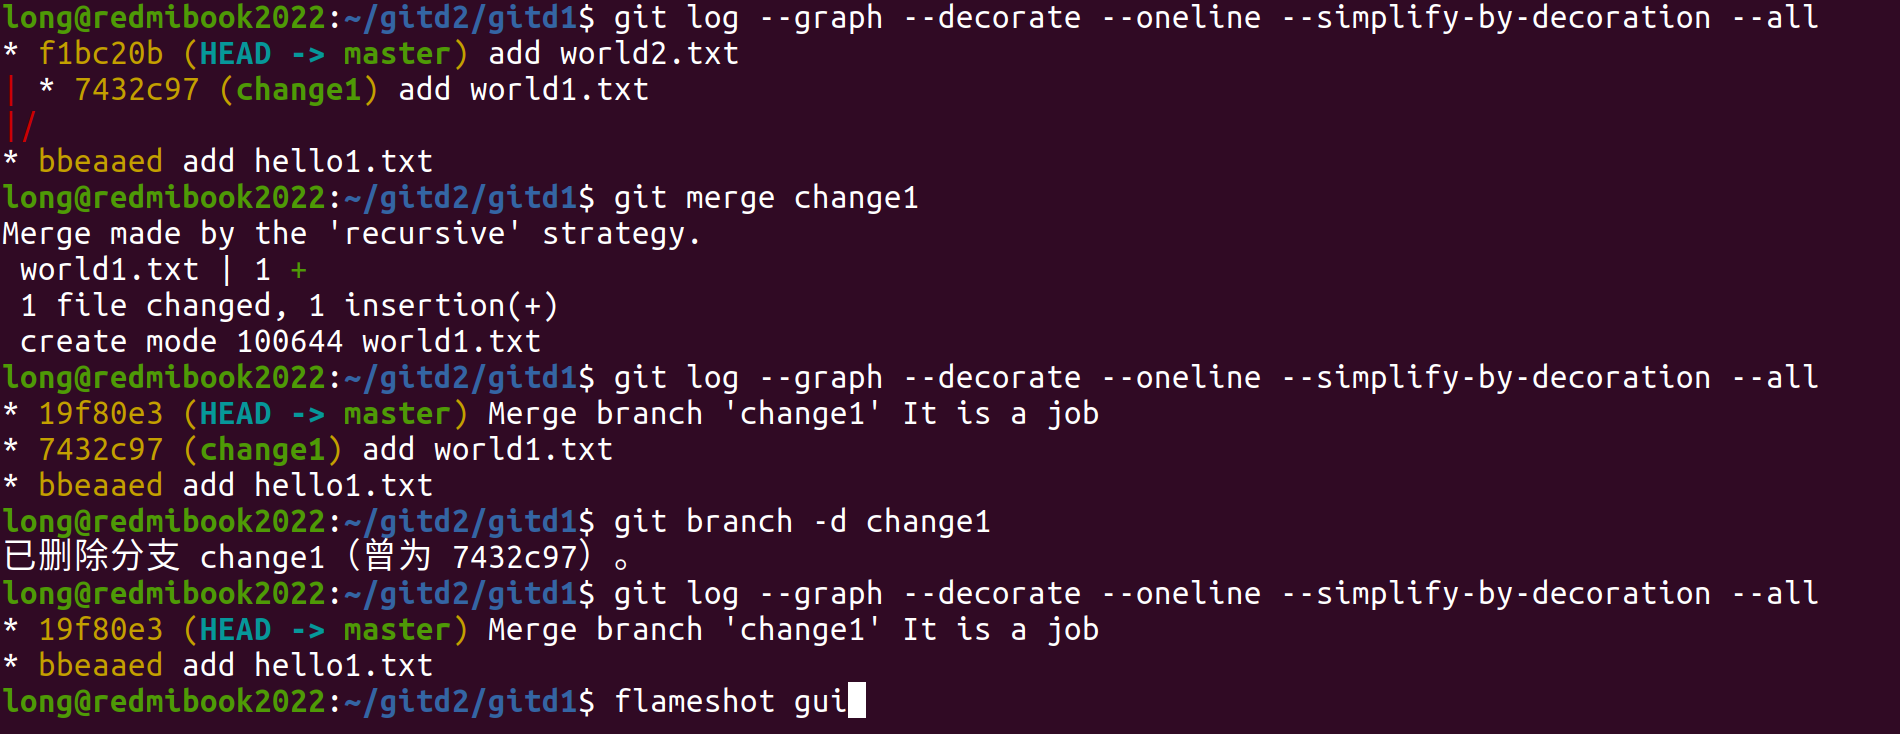 long@redmibook2022:~/gitd2/gitd1$ git log --graph --decorate --oneline --simplify-by-decoration --all
* f1bc20b (HEAD -> master) add world2.txt
| * 7432c97 (change1) add world1.txt
|/
* bbeaaed add hello1.txt
long@redmibook2022:~/gitd2/gitd1$ git merge change1
Merge made by the 'recursive' strategy.
 world1.txt | 1 +
 1 file changed, 1 insertion(+)
 create mode 100644 world1.txt
long@redmibook2022:~/gitd2/gitd1$ git log --graph --decorate --oneline --simplify-by-decoration --all
* 19f80e3 (HEAD -> master) Merge branch 'change1' It is a job
* 7432c97 (change1) add world1.txt
* bbeaaed add hello1.txt
long@redmibook2022:~/gitd2/gitd1$ git branch -d change1
已删除分支 change1（曾为 7432c97）。
long@redmibook2022:~/gitd2/gitd1$ git log --graph --decorate --oneline --simplify-by-decoration --all
* 19f80e3 (HEAD -> master) Merge branch 'change1' It is a job
* bbeaaed add hello1.txt
long@redmibook2022:~/gitd2/gitd1$ flameshot gui